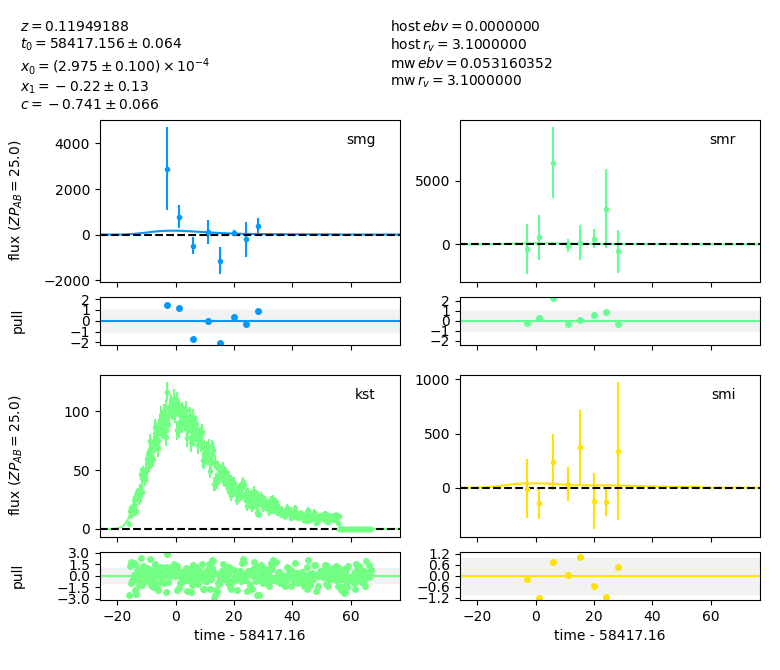 z = 0.11949188
t₀ = 58417.156 ± 0.064
x₀ = (2.975 ± 0.100) × 10⁻⁴
x₁ = −0.22 ± 0.13
c = −0.741 ± 0.066
host ebv = 0.0000000
host r_v = 3.1000000
mw ebv = 0.053160352
mw r_v = 3.1000000
flux (ZP_AB = 25.0)
4000
2000
0
−2000
smg
5000
0
smr
pull
2
1
0
−1
−2
2
1
0
−1
flux (ZP_AB = 25.0)
100
50
0
kst
1000
500
0
smi
pull
3.0
1.5
0.0
−1.5
−3.0
1.2
0.6
0.0
−0.6
−1.2
−20 0 20 40 60
−20 0 20 40 60
time - 58417.16
time - 58417.16